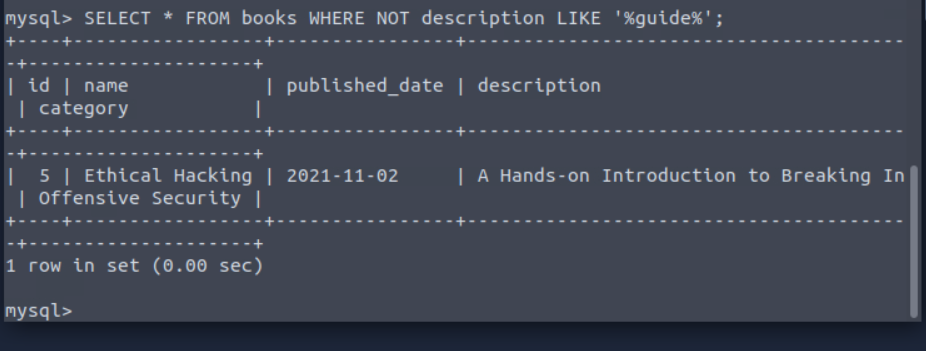 mysql> SELECT * FROM books WHERE NOT description LIKE '%guide%';
+----+-----------------+----------------+------------------------------------------
-+---------------------+
| id | name            | published_date | description
 | category            |
+----+-----------------+----------------+------------------------------------------
-+---------------------+
|  5 | Ethical Hacking | 2021-11-02     | A Hands-on Introduction to Breaking In
 | Offensive Security |
+----+-----------------+----------------+------------------------------------------
-+---------------------+
1 row in set (0.00 sec)
mysql>